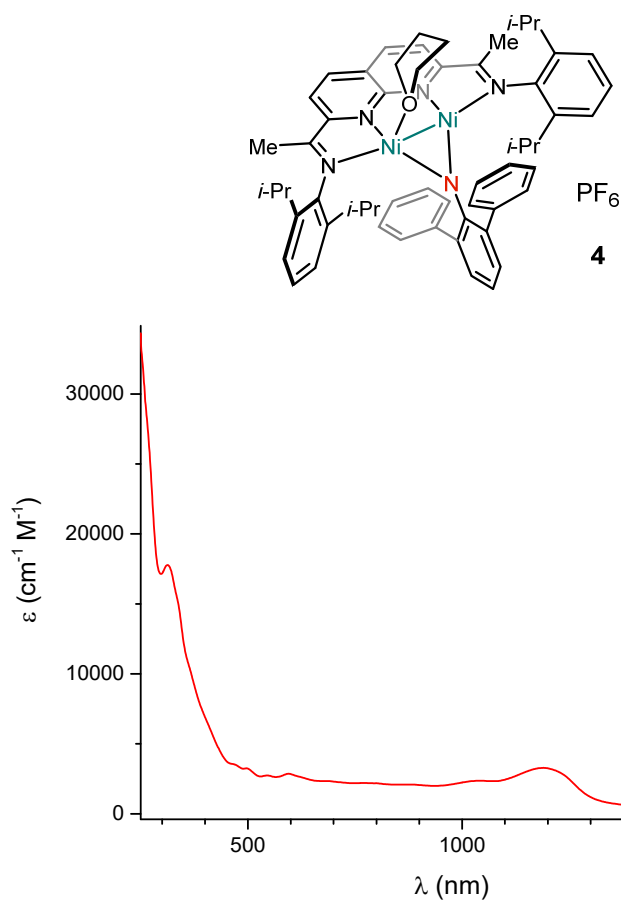 i-Pr
Me
N
N
N
i-Pr
O
Ni
Ni
Me
N
N
i-Pr
i-Pr
PF6
4
30000
20000
10000
0
ε (cm-1 M-1)
500
1000
λ (nm)